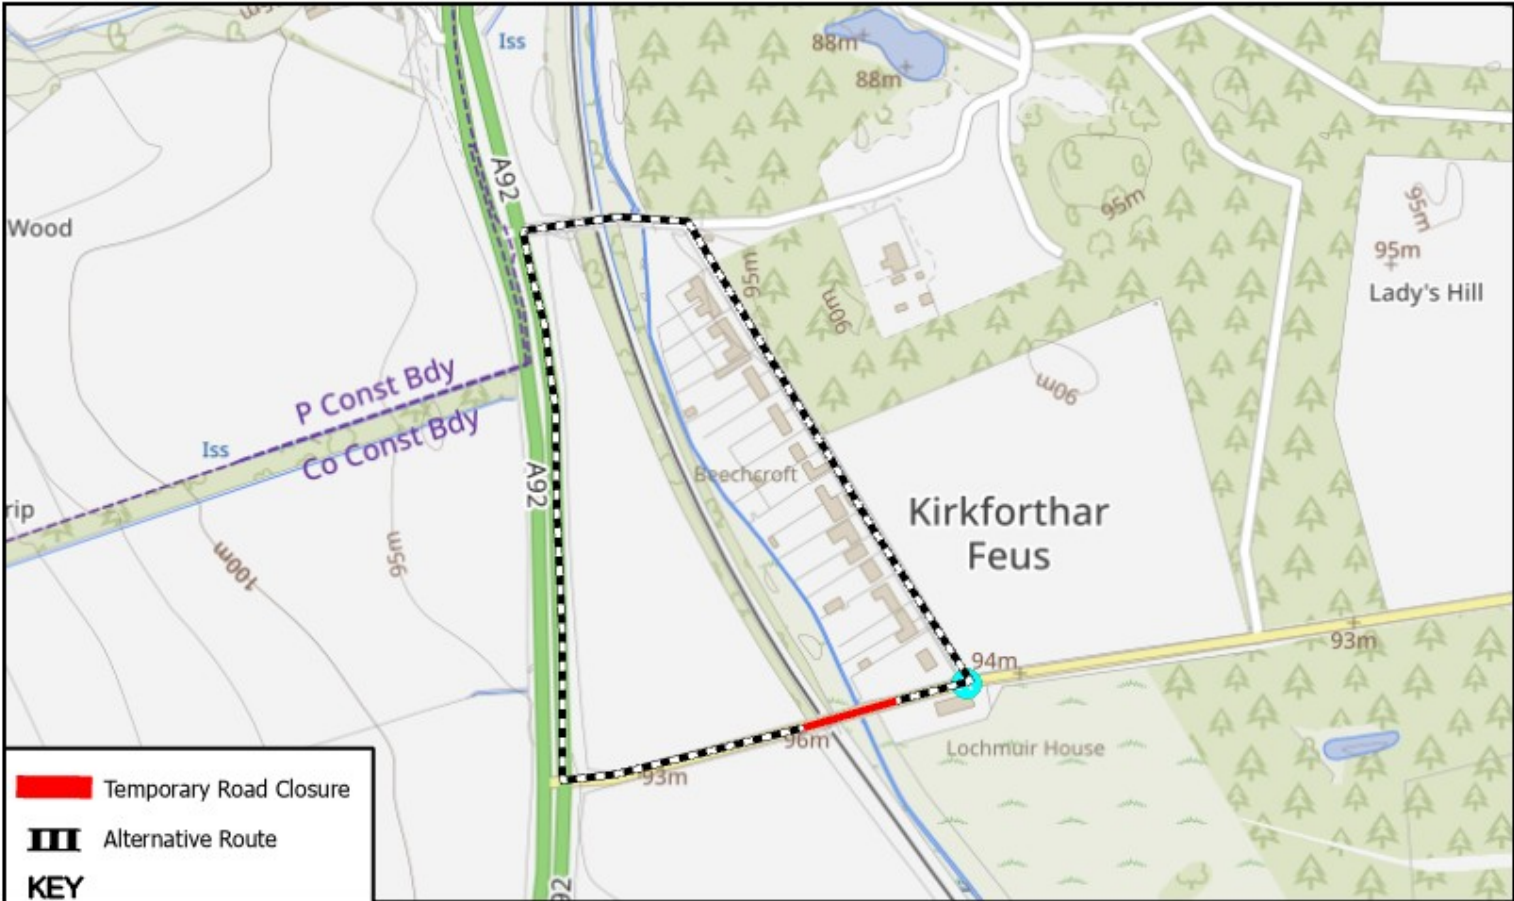 Iss
88m
88m
A92
95m
95m
Wood
95m
95m
90m
Lady's Hill
P Const Bdy
90m
Iss
Co Const Bdy
A92
Beechcroft
rip
Kirkforthar
Feus
100m
95m
93m
94m
96m
Lochmuir House
93m
Temporary Road Closure
Alternative Route
KEY